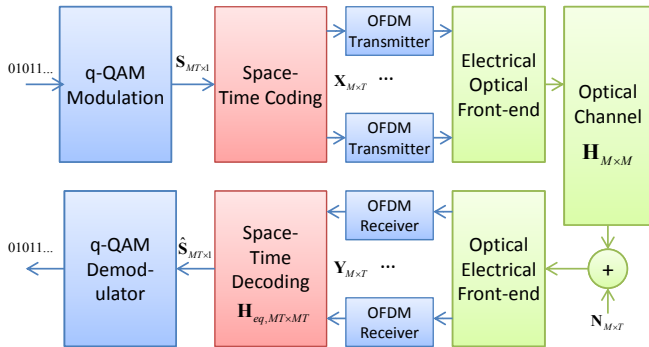 01011...
q-QAM
Modulation
S_{MT×1}
Space-
Time Coding
OFDM
Transmitter
X_{M×T} ...
OFDM
Transmitter
Electrical
Optical
Front-end
Optical
Channel
H_{M×M}
01011...
q-QAM
Demod-
ulator
Ŝ_{MT×1}
Space-
Time
Decoding
H_{eq,MT×MT}
OFDM
Receiver
Y_{M×T} ...
OFDM
Receiver
Optical
Electrical
Front-end
+
N_{M×T}